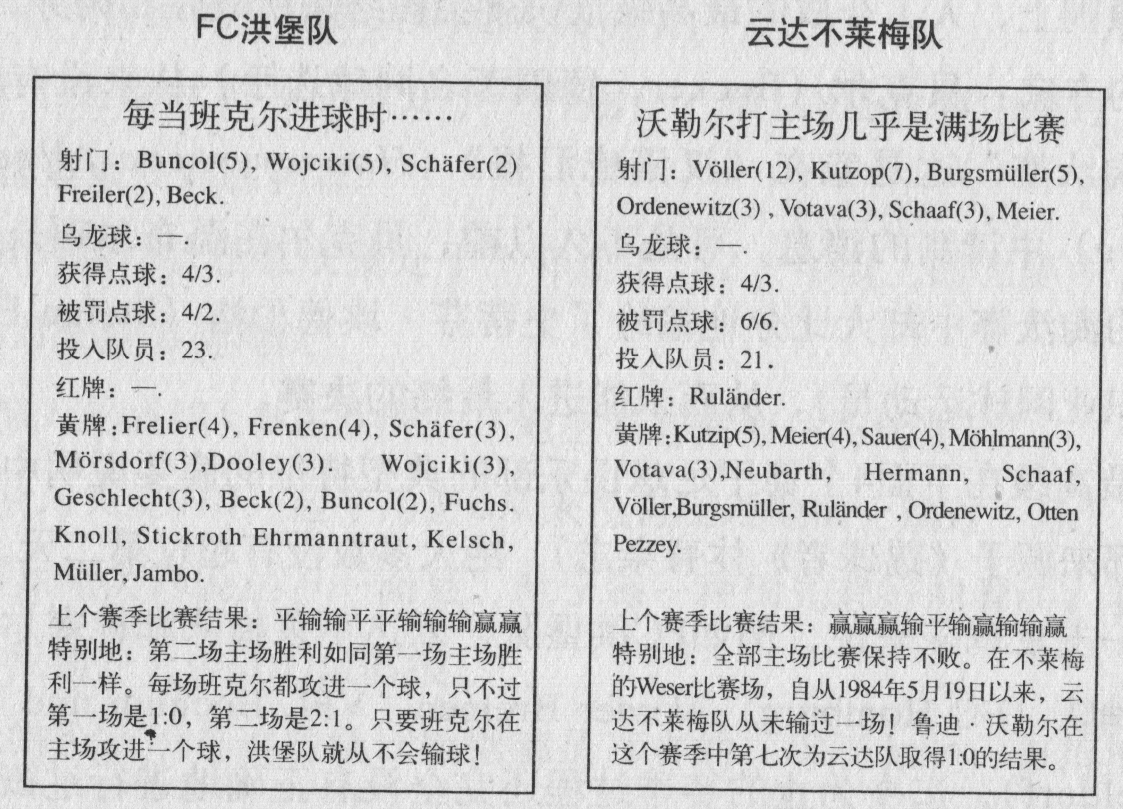 FC洪堡队
每当班克尔进球时……
射门：Buncol(5), Wojciki(5), Schäfer(2)
Freiler(2), Beck.
乌龙球：—.
获得点球：4/3.
被罚点球：4/2.
投入队员：23.
红牌：—.
黄牌:Frelier(4), Frenken(4), Schäfer(3),
Mörsdorf(3),Dooley(3). Wojciki(3),
Geschlecht(3), Beck(2), Buncol(2), Fuchs.
Knoll, Stickroth Ehrmanntraut, Kelsch,
Müller, Jambo.
上个赛季比赛结果：平输输平平输输输赢赢
特别地：第二场主场胜利如同第一场主场胜
利一样。每场班克尔都攻进一个球，只不过
第一场是1:0，第二场是2:1。只要班克尔在
主场攻进一个球，洪堡队就从不会输球！
云达不莱梅队
沃勒尔打主场几乎是满场比赛
射门：Völler(12), Kutzop(7), Burgsmüller(5),
Ordenewitz(3) , Votava(3), Schaaf(3), Meier.
乌龙球：—.
获得点球：4/3.
被罚点球：6/6.
投入队员：21.
红牌：Ruländer.
黄牌:Kutzip(5), Meier(4), Sauer(4), Möhlmann(3),
Votava(3),Neubarth, Hermann, Schaaf,
Völler,Burgsmüller, Ruländer , Ordenewitz, Otten
Pezzey.
上个赛季比赛结果：赢赢赢输平输赢输输赢
特别地：全部主场比赛保持不败。在不莱梅
的Weser比赛场，自从1984年5月19日以来，云
达不莱梅队从未输过一场！鲁迪·沃勒尔在
这个赛季中第七次为云达队取得1:0的结果。